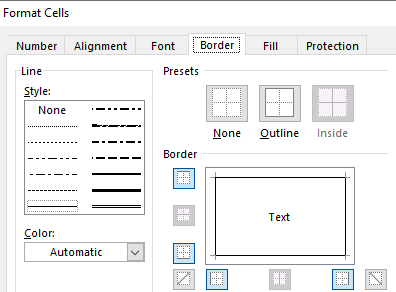 Format Cells
Number Alignment Font Border Fill Protection
Line
Style:
None
Color:
Automatic
Presets
None Outline Inside
Border
Text